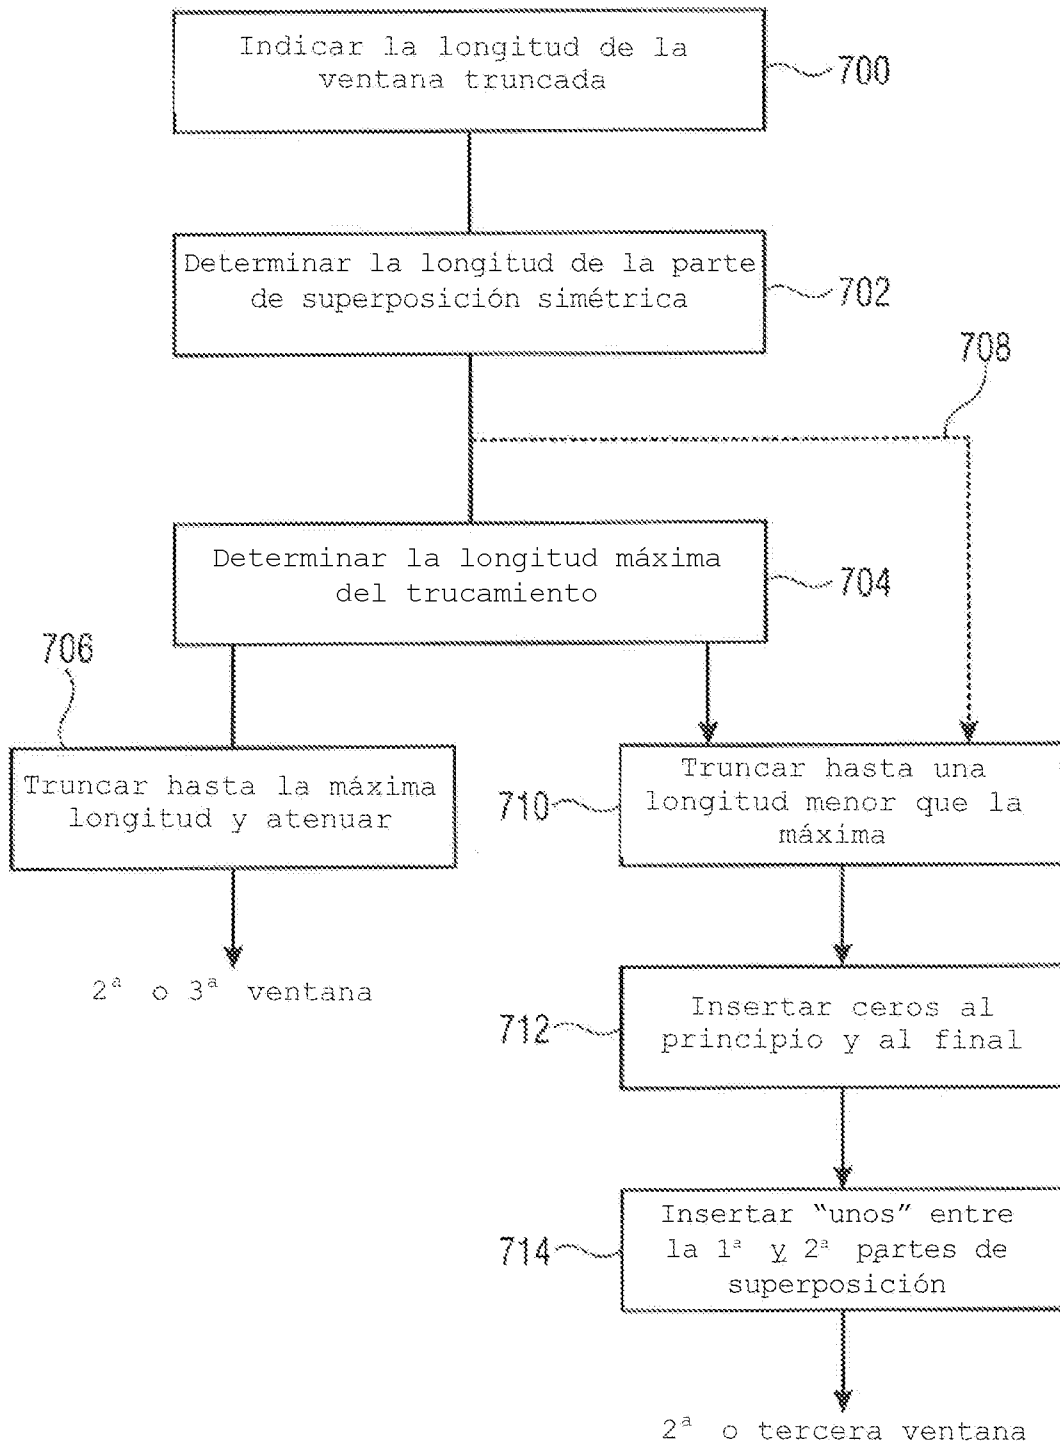 Indicar la longitud de la
ventana truncada
700
Determinar la longitud de la parte
de superposición simétrica
702
708
Determinar la longitud máxima
del trucamiento
704
706
Truncar hasta la máxima
longitud y atenuar
2ª o 3ª ventana
Truncar hasta una
longitud menor que la
máxima
710
Insertar ceros al
principio y al final
712
Insertar “unos” entre
la 1ª y 2ª partes de
superposición
714
2ª o tercera ventana